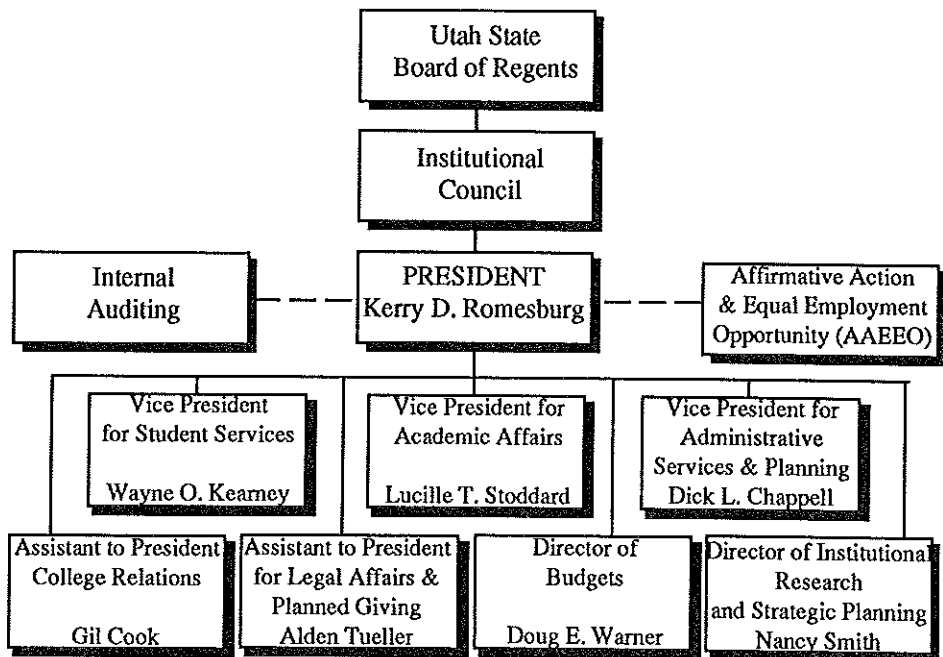 Utah State
Board of Regents
Institutional
Council
Internal
Auditing
PRESIDENT
Kerry D. Romesburg
Affirmative Action
& Equal Employment
Opportunity (AAEEO)
Vice President
for Student Services
Wayne O. Kearney
Vice President for
Academic Affairs
Lucille T. Stoddard
Vice President for
Administrative
Services & Planning
Dick L. Chappell
Assistant to President
College Relations
Gil Cook
Assistant to President
for Legal Affairs &
Planned Giving
Alden Tueller
Director of
Budgets
Doug E. Warner
Director of Institutional
Research
and Strategic Planning
Nancy Smith